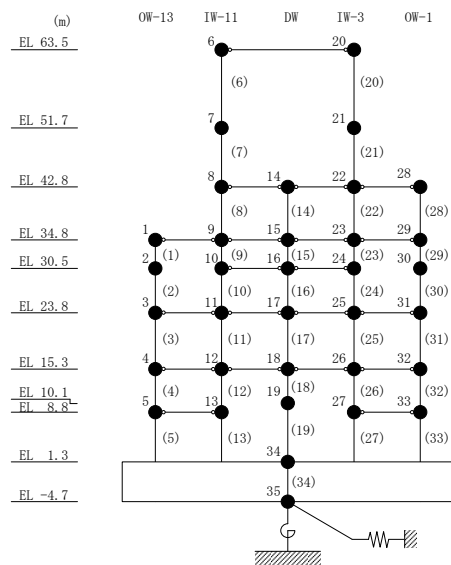 (m) OW-13 IW-11 DW IW-3 OW-1
EL 63.5 6 20
(6) (20)
EL 51.7 7 21
(7) (21)
EL 42.8 8 14 22 28
(8) (14) (22) (28)
EL 34.8 1 9 15 23 29
(1) (9) (15) (23) (29)
EL 30.5 2 10 16 24 30
(2) (10) (16) (24) (30)
EL 23.8 3 11 17 25 31
(3) (11) (17) (25) (31)
EL 15.3 4 12 18 26 32
(4) (12) (18) (26) (32)
EL 10.1 19
EL 8.8 5 13 27 33
(5) (13) (19) (27) (33)
EL 1.3 34
(34)
EL -4.7 35